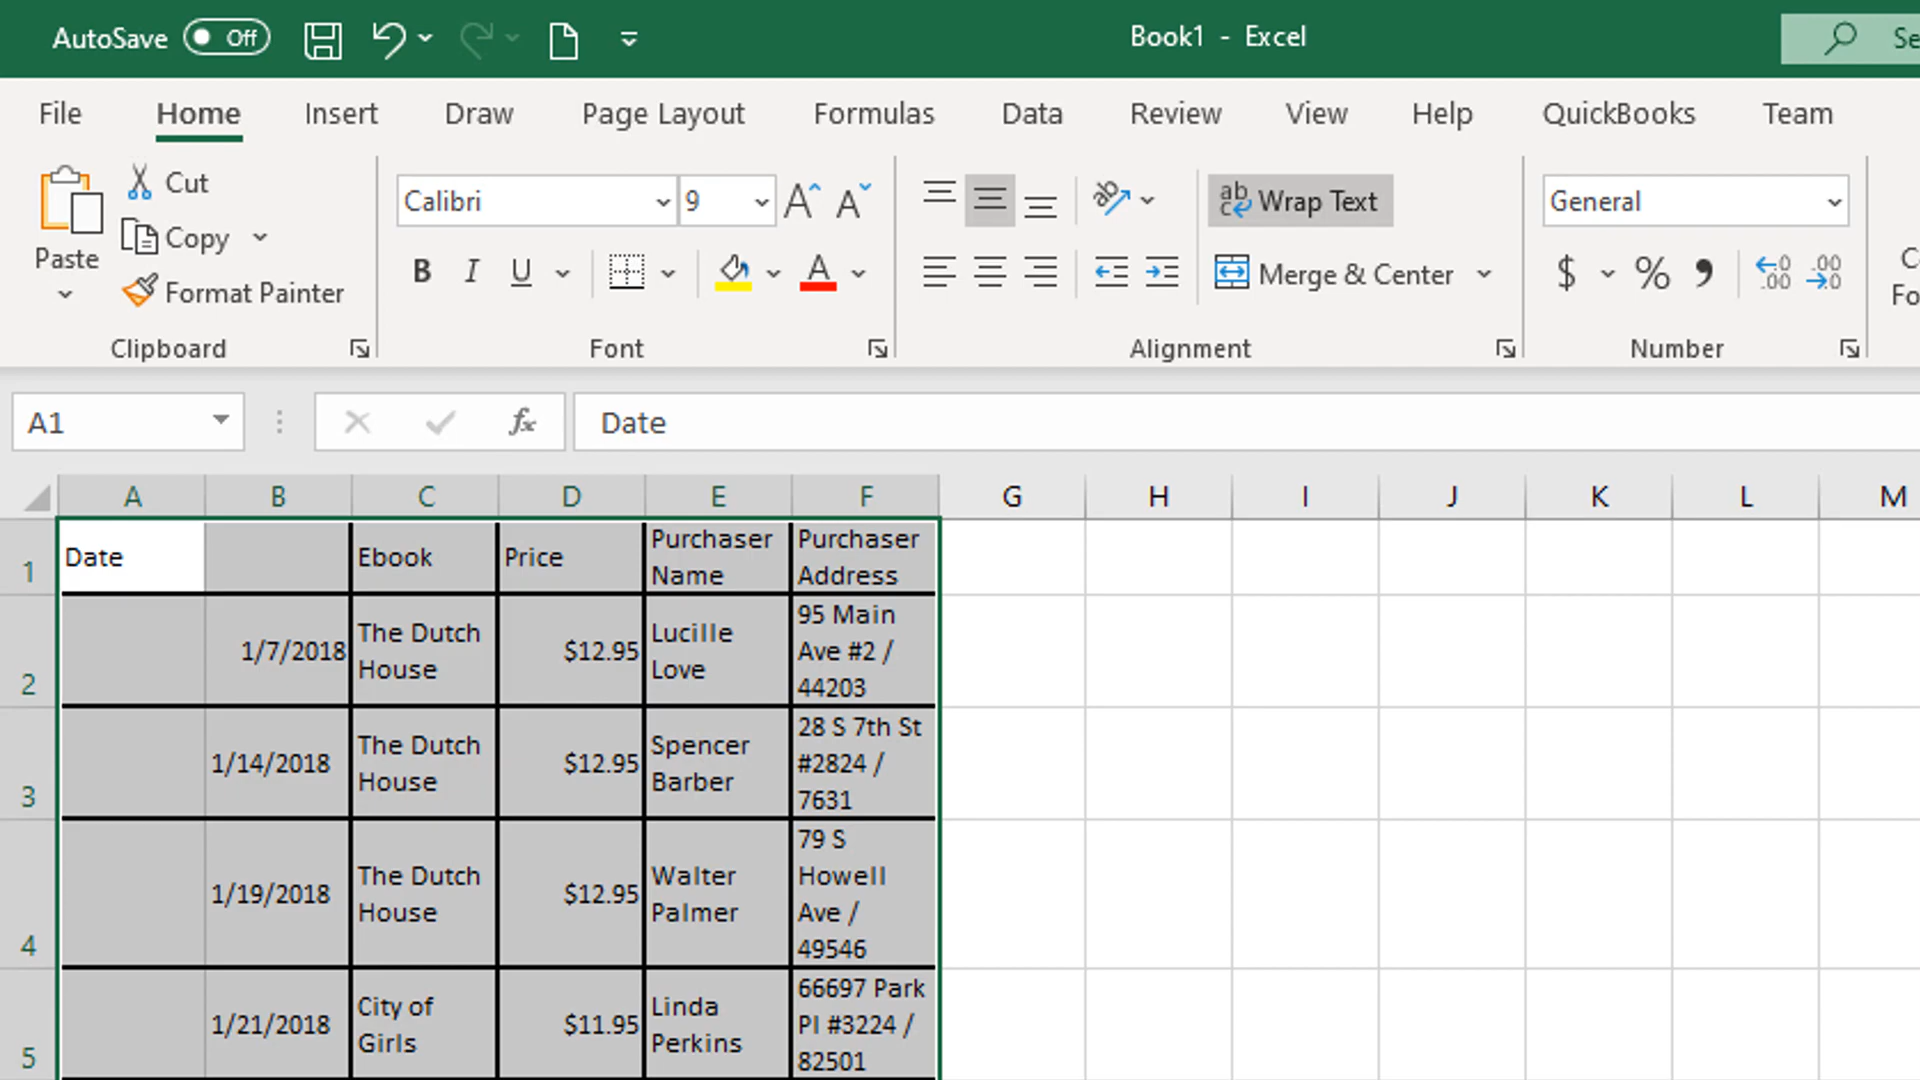 AutoSave Off Book1 - Excel Se
File Home Insert Draw Page Layout Formulas Data Review View Help QuickBooks Team
Paste Cut Copy Format Painter
Calibri 9
B I U A
ab c Wrap Text
Merge & Center
General
$ % , .00 .00
Clipboard Font Alignment Number
A1 fx Date
A B C D E F G H I J K L M
1 Date Ebook Price Purchaser Name Purchaser Address
2 1/7/2018 The Dutch House $12.95 Lucille Love 95 Main Ave #2 / 44203
3 1/14/2018 The Dutch House $12.95 Spencer Barber 28 S 7th St #2824 / 7631
4 1/19/2018 The Dutch House $12.95 Walter Palmer 79 S Howell Ave / 49546
5 1/21/2018 City of Girls $11.95 Linda Perkins 66697 Park Pl #3224 / 82501